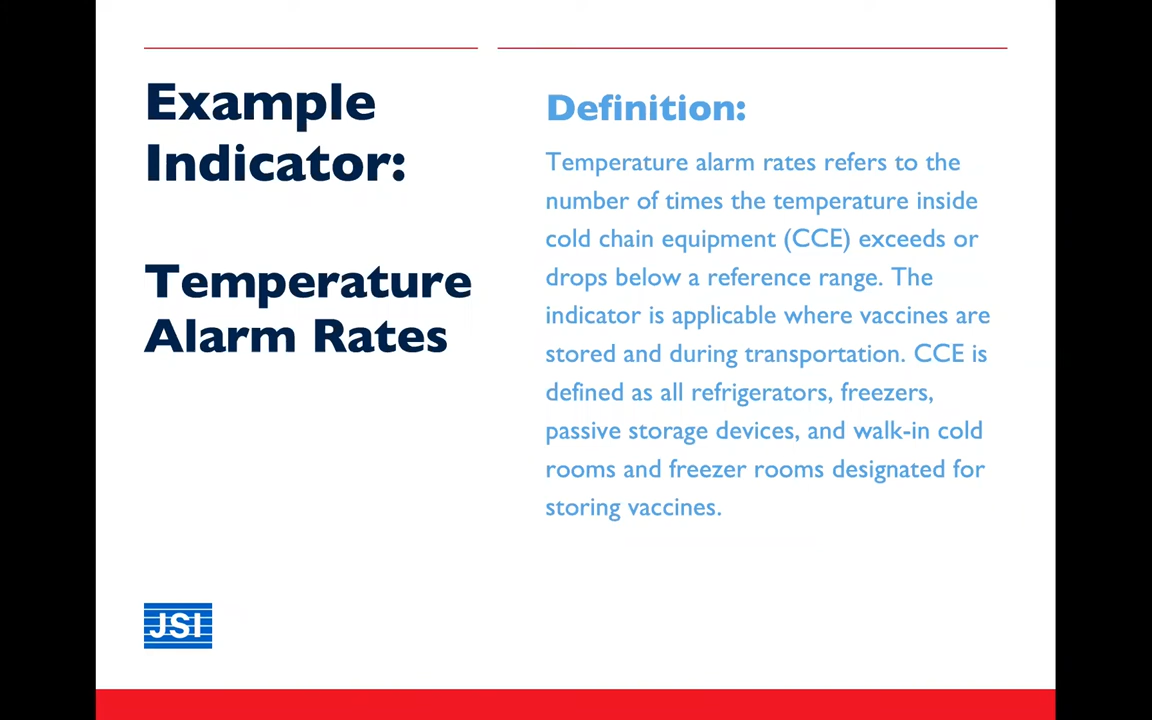 Example
Indicator:
Temperature
Alarm Rates
Definition:
Temperature alarm rates refers to the
number of times the temperature inside
cold chain equipment (CCE) exceeds or
drops below a reference range. The
indicator is applicable where vaccines are
stored and during transportation. CCE is
defined as all refrigerators, freezers,
passive storage devices, and walk-in cold
rooms and freezer rooms designated for
storing vaccines.
JSI